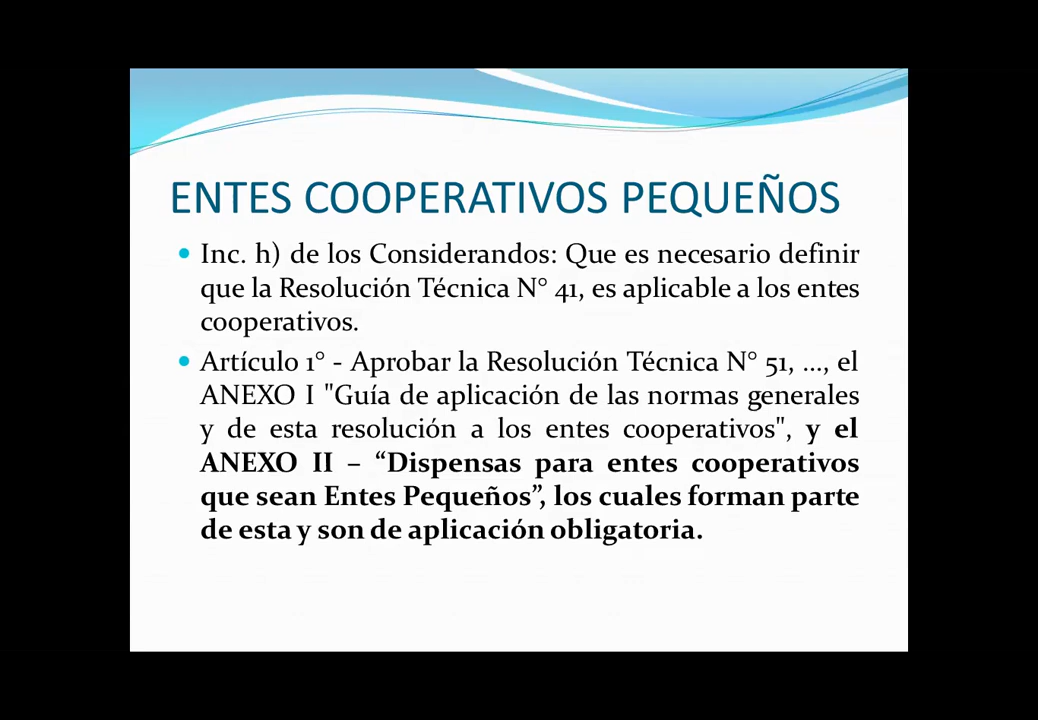 ENTES COOPERATIVOS PEQUEÑOS
• Inc. h) de los Considerandos: Que es necesario definir
que la Resolución Técnica N° 41, es aplicable a los entes
cooperativos.
• Artículo 1° - Aprobar la Resolución Técnica N° 51, ..., el
ANEXO I "Guía de aplicación de las normas generales
y de esta resolución a los entes cooperativos", y el
ANEXO II – “Dispensas para entes cooperativos
que sean Entes Pequeños”, los cuales forman parte
de esta y son de aplicación obligatoria.